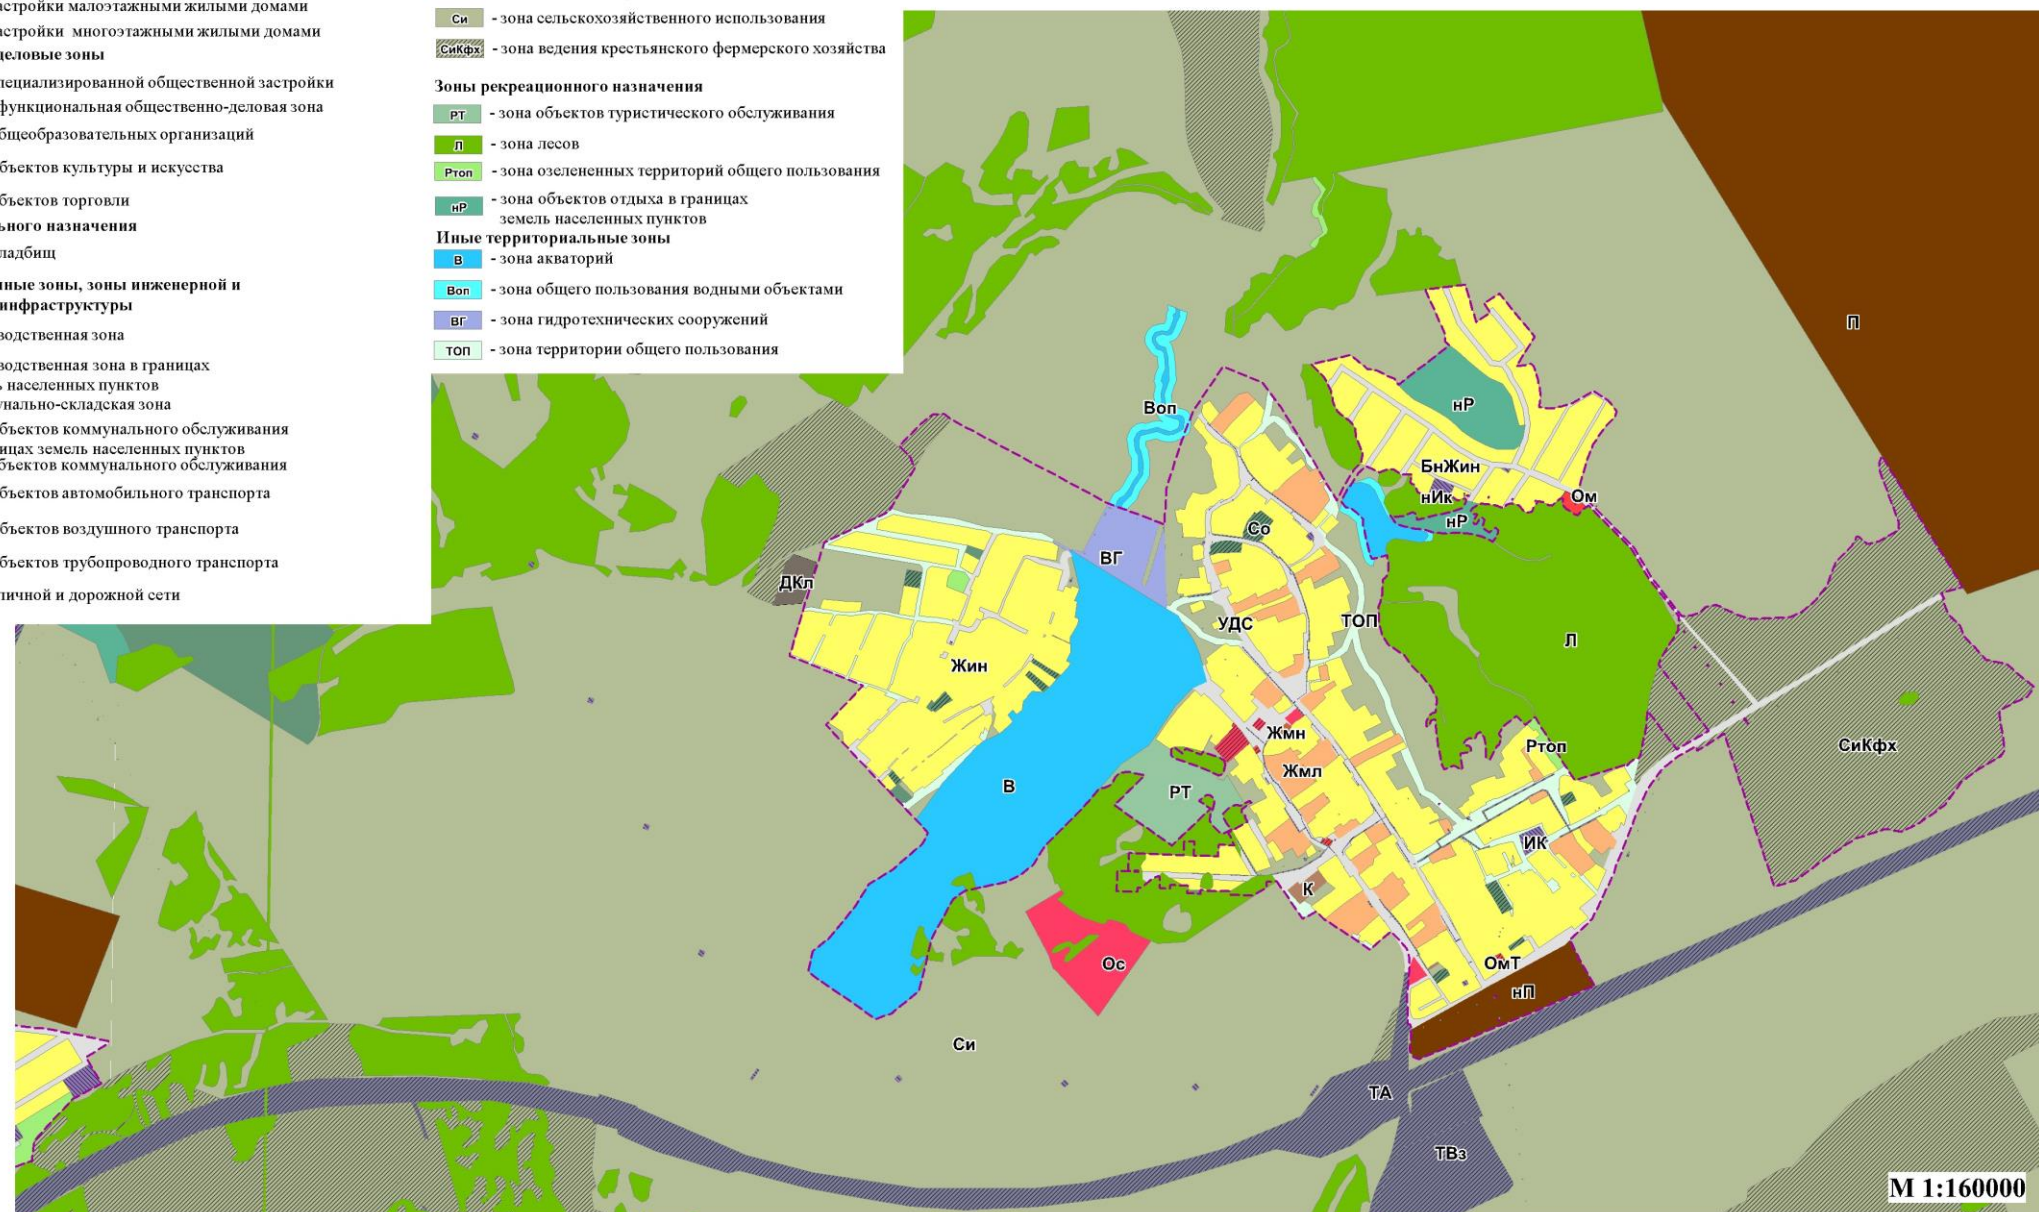 астройки малоэтажными жилыми домами
астройки многоэтажными жилыми домами
деловые зоны
пециализированной общественной застройки
функциональная общественно-деловая зона
бщеобразовательных организаций
бъектов культуры и искусства
бъектов торговли
ьного назначения
ладбищ
нные зоны, зоны инженерной и
инфраструктуры
водственная зона
водственная зона в границах
ь населенных пунктов
унально-складская зона
бъектов коммунального обслуживания
ицах земель населенных пунктов
бъектов коммунального обслуживания
бъектов автомобильного транспорта
бъектов воздушного транспорта
бъектов трубопроводного транспорта
личной и дорожной сети
Си - зона сельскохозяйственного использования
СиКфх - зона ведения крестьянского фермерского хозяйства
Зоны рекреационного назначения
РТ - зона объектов туристического обслуживания
Л - зона лесов
Ртоп - зона озелененных территорий общего пользования
нР - зона объектов отдыха в границах
земель населенных пунктов
Иные территориальные зоны
В - зона акваторий
Воп - зона общего пользования водными объектами
ВГ - зона гидротехнических сооружений
ТОП - зона территории общего пользования
П
Воп
нР
БнЖин
нИк
Ом
нР
Со
ВГ
ДКл
УДС
ТОП
Л
Жин
Жмн
Ртоп
СиКфх
Жмл
В
РТ
ИК
К
Ос
ОмТ
нП
Си
ТА
ТВз
М 1:160000